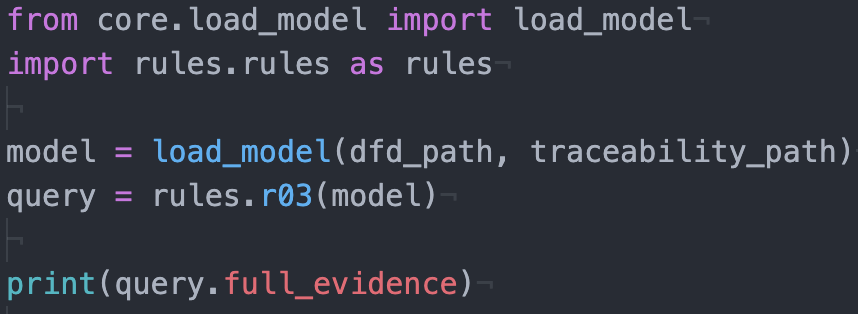 from core.load_model import load_model
import rules.rules as rules
model = load_model(dfd_path, traceability_path)
query = rules.r03(model)
print(query.full_evidence)